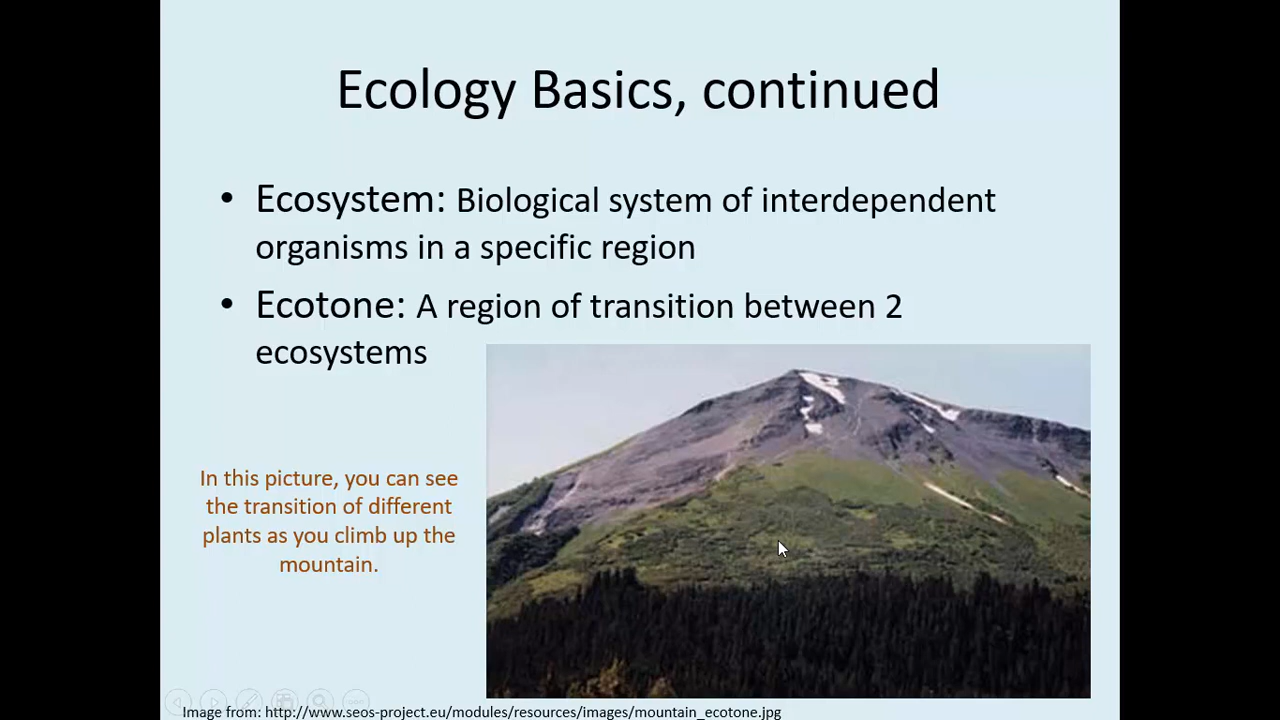 Ecology Basics, continued
• Ecosystem: Biological system of interdependent
organisms in a specific region
• Ecotone: A region of transition between 2
ecosystems
In this picture, you can see
the transition of different
plants as you climb up the
mountain.
Image from: http://www.seos-project.eu/modules/resources/images/mountain_ecotone.jpg